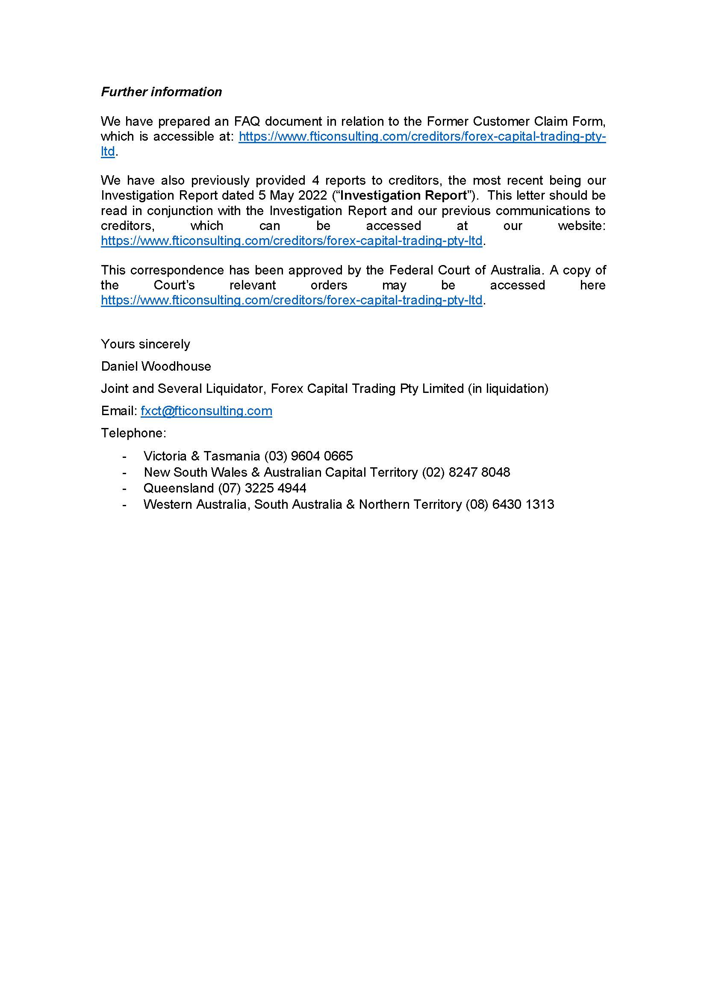 Further information
We have prepared an FAQ document in relation to the Former Customer Claim Form,
which is accessible at: https://www.fticonsulting.com/creditors/forex-capital-trading-pty-
ltd.
We have also previously provided 4 reports to creditors, the most recent being our
Investigation Report dated 5 May 2022 (“Investigation Report”).  This letter should be
read in conjunction with the Investigation Report and our previous communications to
creditors, which can be accessed at our website:
https://www.fticonsulting.com/creditors/forex-capital-trading-pty-ltd.
This correspondence has been approved by the Federal Court of Australia. A copy of
the Court’s relevant orders may be accessed here
https://www.fticonsulting.com/creditors/forex-capital-trading-pty-ltd.
Yours sincerely
Daniel Woodhouse
Joint and Several Liquidator, Forex Capital Trading Pty Limited (in liquidation)
Email: fxct@fticonsulting.com
Telephone:
- Victoria & Tasmania (03) 9604 0665
- New South Wales & Australian Capital Territory (02) 8247 8048
- Queensland (07) 3225 4944
- Western Australia, South Australia & Northern Territory (08) 6430 1313